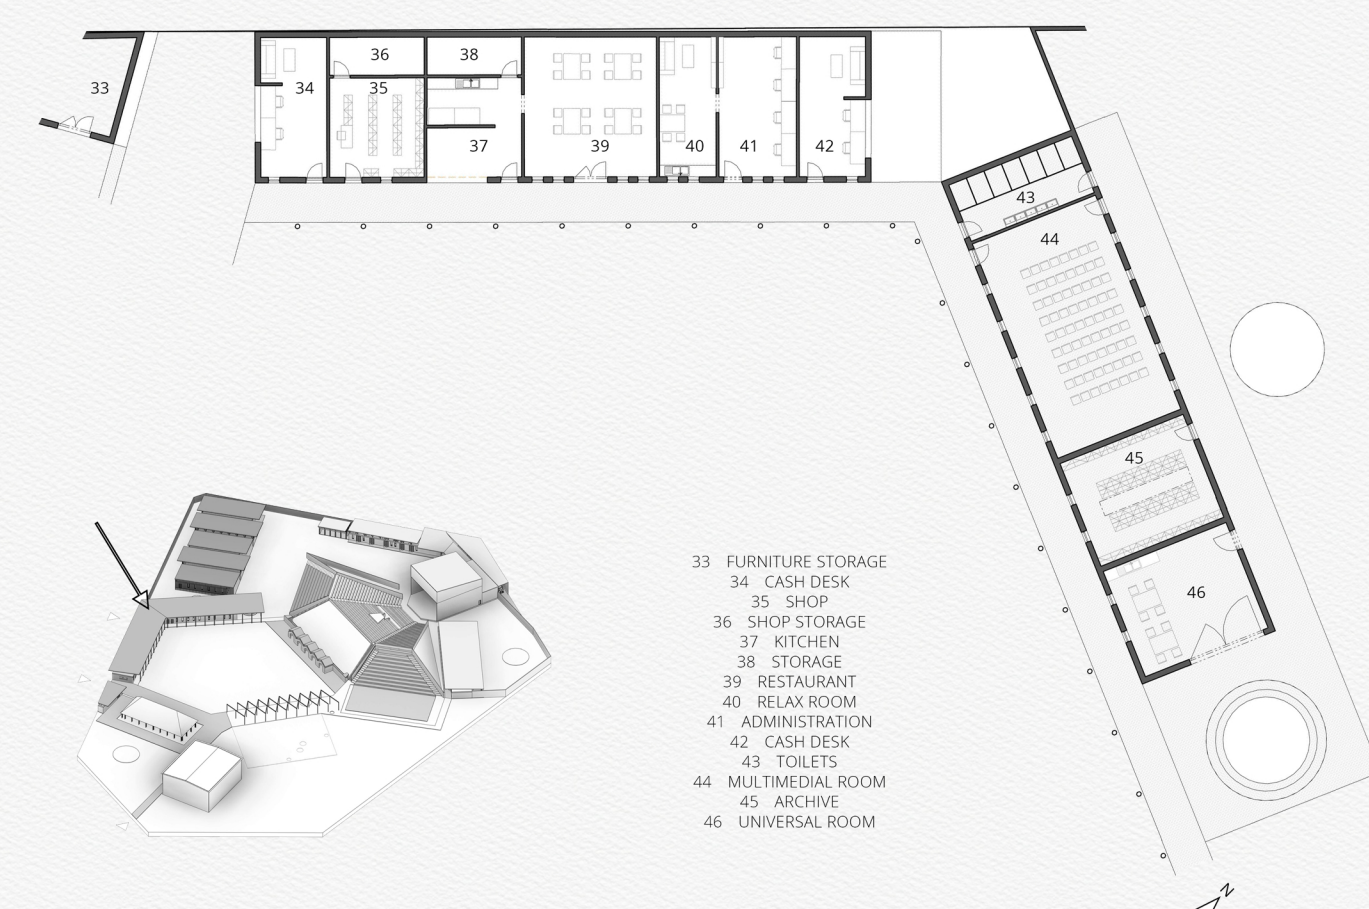 33
34
36
35
38
37
39
40
41
42
43
44
45
46
33 FURNITURE STORAGE
34 CASH DESK
35 SHOP
36 SHOP STORAGE
37 KITCHEN
38 STORAGE
39 RESTAURANT
40 RELAX ROOM
41 ADMINISTRATION
42 CASH DESK
43 TOILETS
44 MULTIMEDIAL ROOM
45 ARCHIVE
46 UNIVERSAL ROOM
N